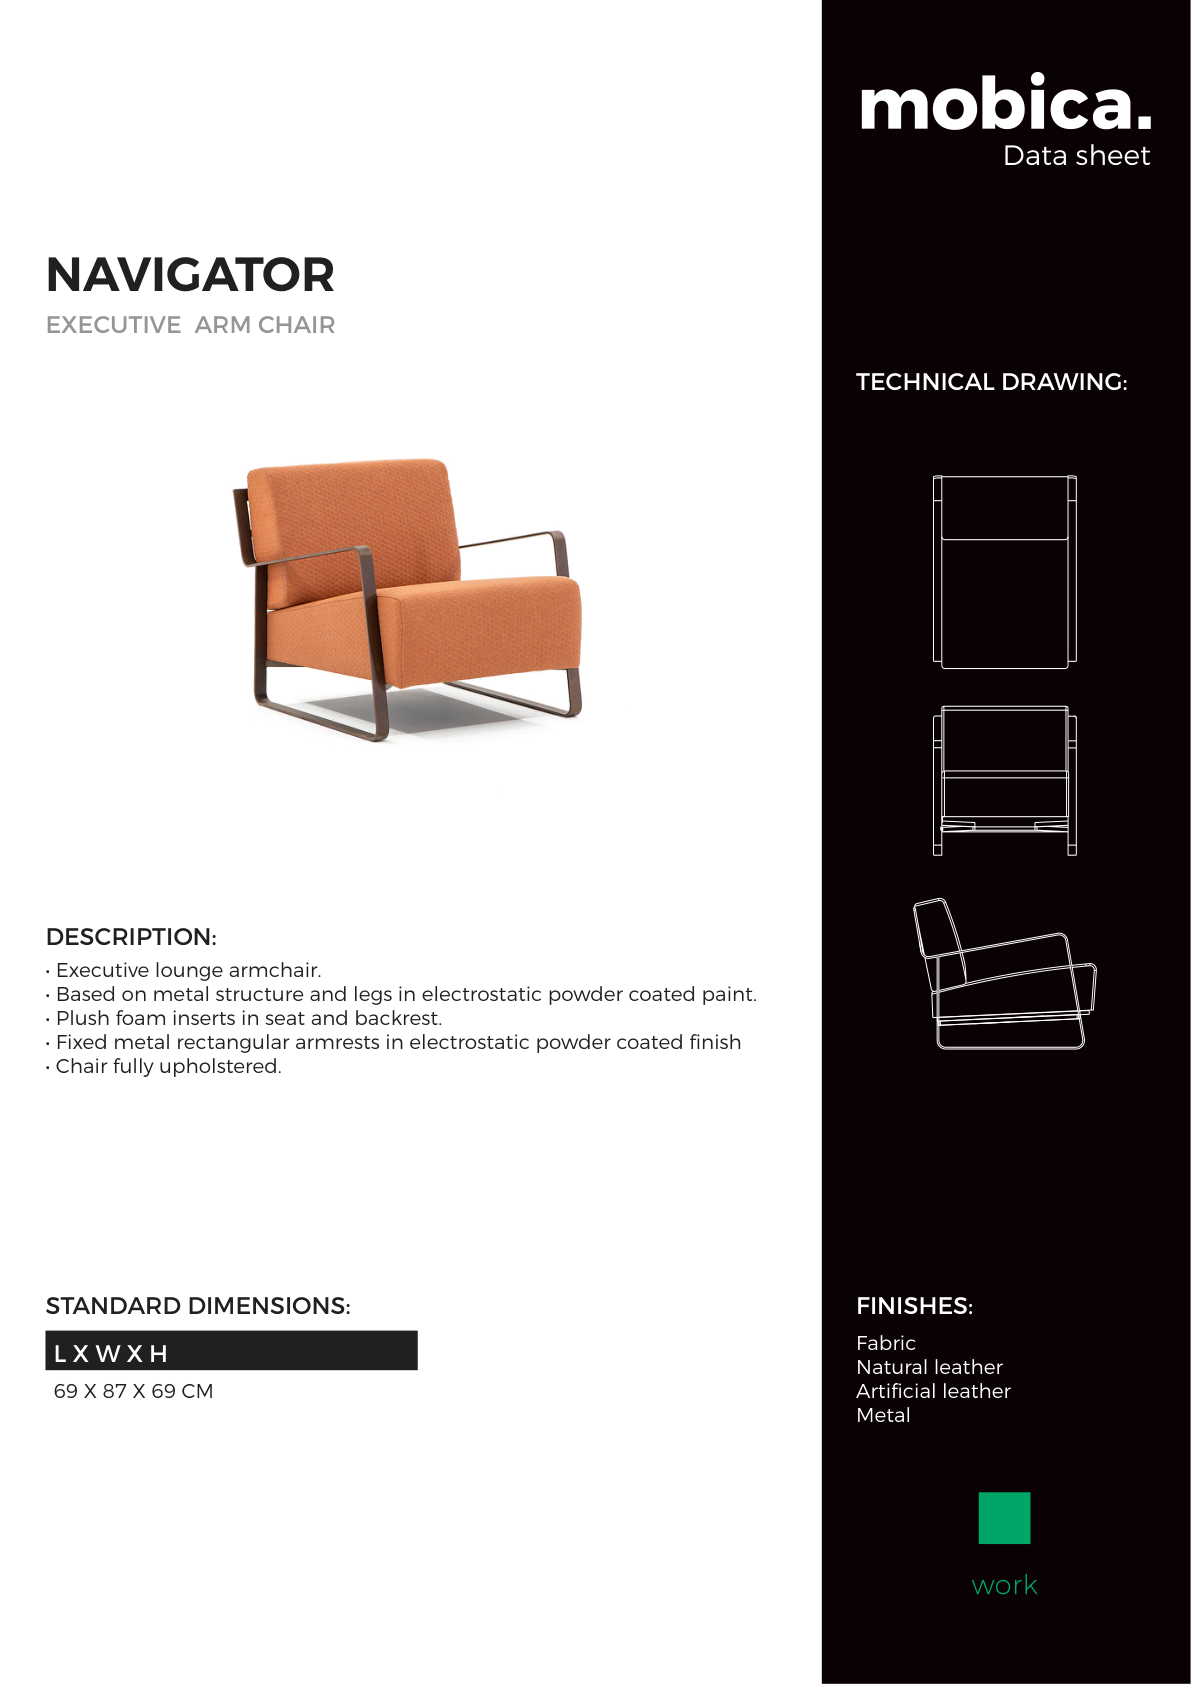 mobica.
Data sheet
NAVIGATOR
EXECUTIVE  ARM CHAIR
TECHNICAL DRAWING:
DESCRIPTION:
• Executive lounge armchair.
• Based on metal structure and legs in electrostatic powder coated paint.
• Plush foam inserts in seat and backrest.
• Fixed metal rectangular armrests in electrostatic powder coated finish
• Chair fully upholstered.
STANDARD DIMENSIONS:
L X W X H
69 X 87 X 69 CM
FINISHES:
Fabric
Natural leather
Artificial leather
Metal
work